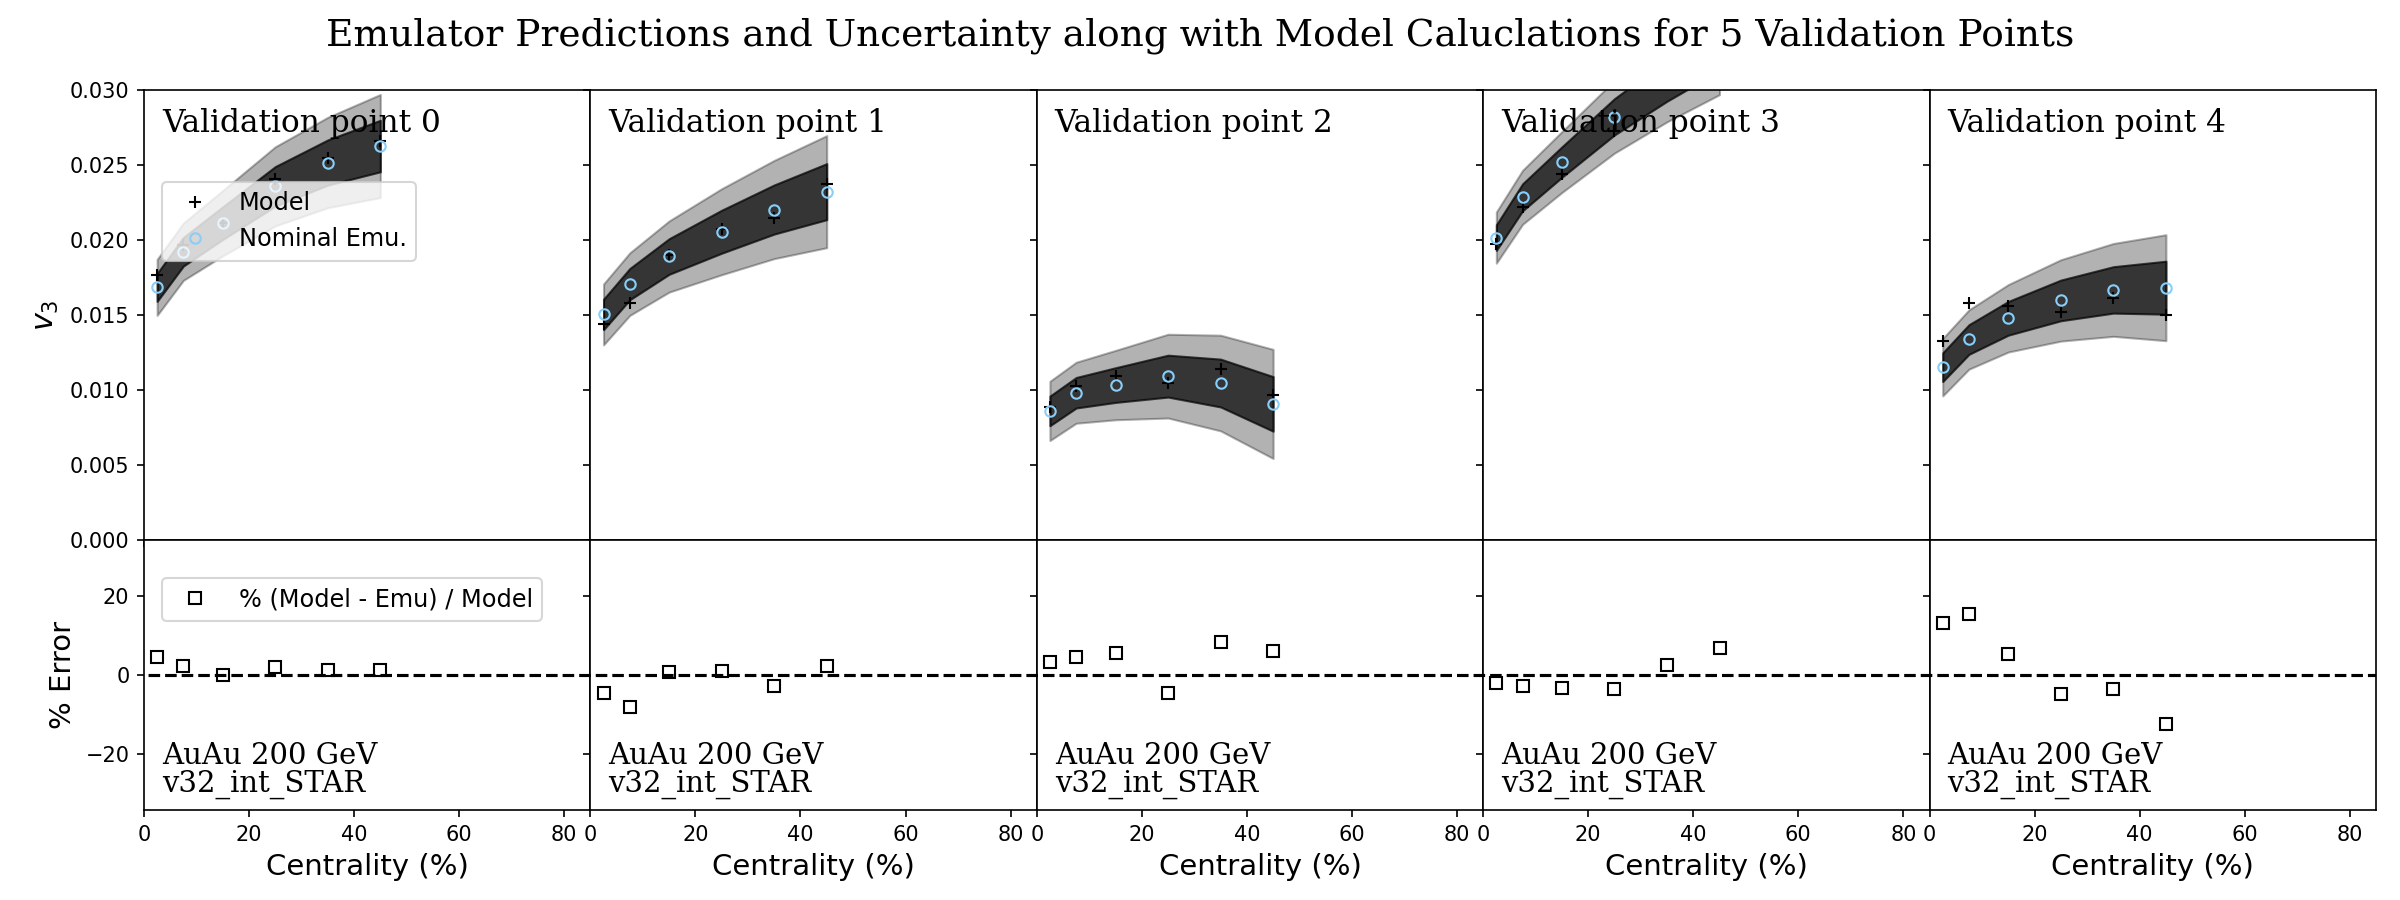 Emulator Predictions and Uncertainty along with Model Caluclations for 5 Validation Points
0.030
0.025
0.020
0.015
0.010
0.005
0.000
v3
Validation point 0
Model
Nominal Emu.
Validation point 1
Validation point 2
Validation point 3
Validation point 4
20
0
−20
% Error
% (Model - Emu) / Model
AuAu 200 GeV
v32_int_STAR
AuAu 200 GeV
v32_int_STAR
AuAu 200 GeV
v32_int_STAR
AuAu 200 GeV
v32_int_STAR
AuAu 200 GeV
v32_int_STAR
0 20 40 60 80
0 20 40 60 80
0 20 40 60 80
0 20 40 60 80
0 20 40 60 80
Centrality (%)
Centrality (%)
Centrality (%)
Centrality (%)
Centrality (%)